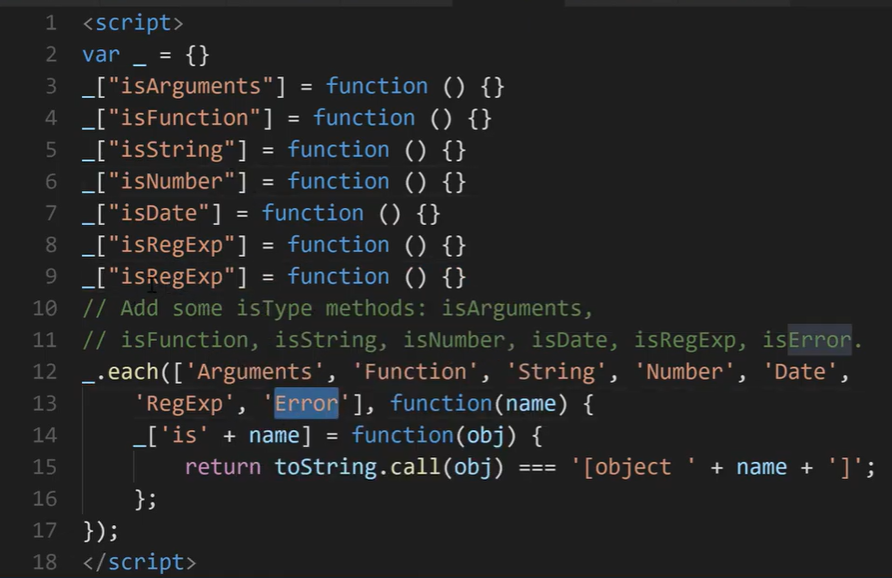 1 <script>
2 var _ = {}
3 _["isArguments"] = function () {}
4 _["isFunction"] = function () {}
5 _["isString"] = function () {}
6 _["isNumber"] = function () {}
7 _["isDate"] = function () {}
8 _["isRegExp"] = function () {}
9 _["isRegExp"] = function () {}
10 // Add some isType methods: isArguments,
11 // isFunction, isString, isNumber, isDate, isRegExp, isError.
12 _.each(['Arguments', 'Function', 'String', 'Number', 'Date',
13 'RegExp', 'Error'], function(name) {
14 _['is' + name] = function(obj) {
15 return toString.call(obj) === '[object ' + name + ']';
16 };
17 });
18 </script>